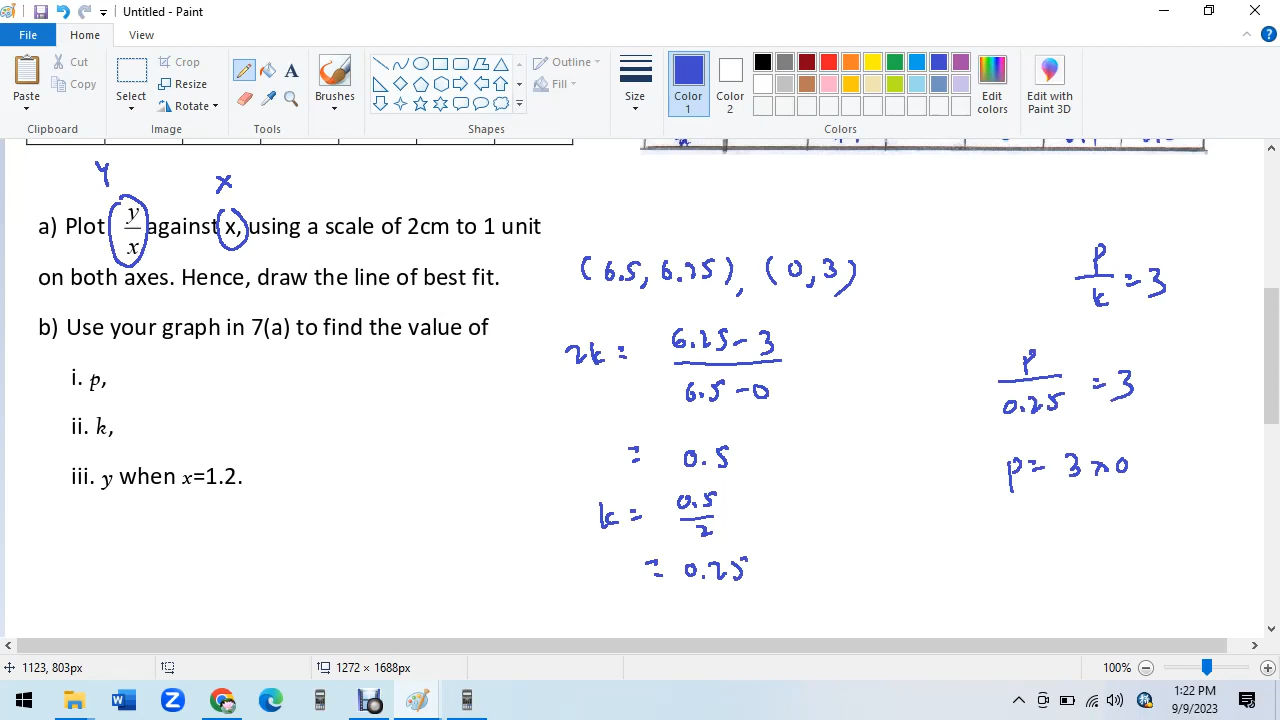 Untitled - Paint
File
Home
View
Paste
Cut
Copy
Clipboard
Select
Crop
Resize
Rotate
Image
A
Tools
Brushes
Shapes
Outline
Fill
Size
Color 1
Color 2
Colors
Edit colors
Edit with Paint 3D
Y
X
a) Plot y/x against x, using a scale of 2cm to 1 unit
on both axes. Hence, draw the line of best fit.
b) Use your graph in 7(a) to find the value of
i. p,
ii. k,
iii. y when x=1.2.
(6.5, 6.25), (0, 3)
2k = 6.25 - 3
6.5 - 0
= 0.5
k = 0.5
2
= 0.25
p
k = 3
p
0.25 = 3
p = 3 × 0
1123, 803px
1272 × 1688px
100%
1:22 PM
9/9/2023